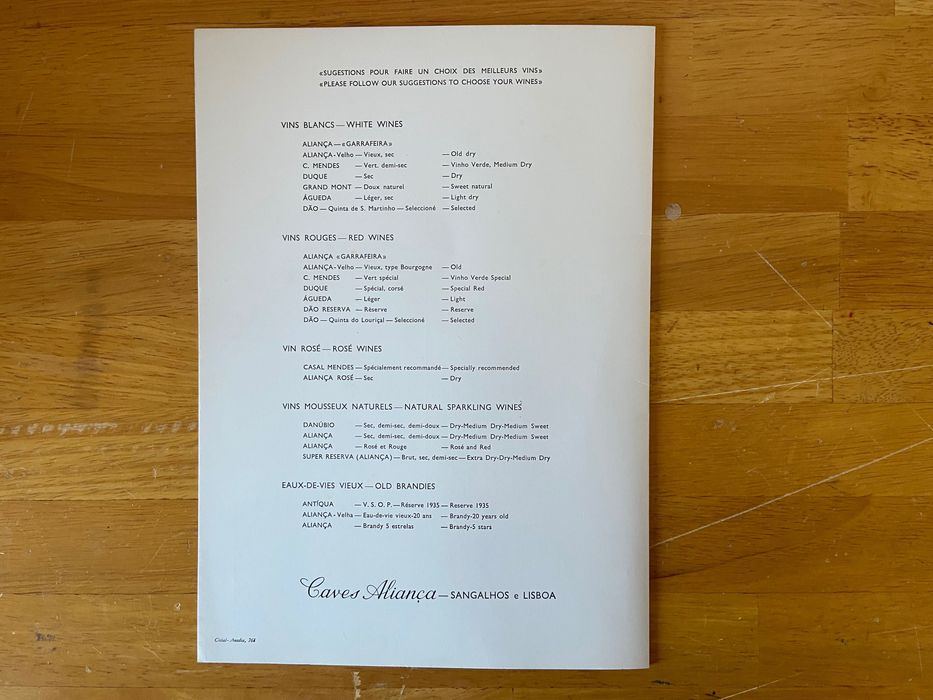 «SUGESTIONS POUR FAIRE UN CHOIX DES MEILLEURS VINS»
«PLEASE FOLLOW OUR SUGGESTIONS TO CHOOSE YOUR WINES»
VINS BLANCS — WHITE WINES
ALIANÇA — «GARRAFEIRA»
ALIANÇA - Velho — Vieux, sec — Old dry
C. MENDES — Vert. demi-sec — Vinho Verde, Medium Dry
DUQUE — Sec — Dry
GRAND MONT — Doux naturel — Sweet natural
ÁGUEDA — Léger, sec — Light dry
DÃO — Quinta de S. Martinho — Seleccioné — Selected
VINS ROUGES — RED WINES
ALIANÇA «GARRAFEIRA»
ALIANÇA - Velho — Vieux, type Bourgogne — Old
C. MENDES — Vert spécial — Vinho Verde Special
DUQUE — Spécial, corsé — Special Red
ÁGUEDA — Léger — Light
DÃO RESERVA — Réserve — Reserve
DÃO — Quinta do Louriçal — Seleccioné — Selected
VIN ROSÉ — ROSÉ WINES
CASAL MENDES — Spécialement recommandé — Specially recommended
ALIANÇA ROSÉ — Sec — Dry
VINS MOUSSEUX NATURELS — NATURAL SPARKLING WINES
DANÚBIO — Sec, demi-sec, demi-doux — Dry-Medium Dry-Medium Sweet
ALIANÇA — Sec, demi-sec, demi-doux — Dry-Medium Dry-Medium Sweet
ALIANÇA — Rosé et Rouge — Rosé and Red
SUPER RESERVA (ALIANÇA) — Brut, sec, demi-sec — Extra Dry-Dry-Medium Dry
EAUX-DE-VIES VIEUX — OLD BRANDIES
ANTÍQUA — V. S. O. P. — Réserve 1935 — Reserve 1935
ALIANÇA - Velha — Eau-de-vie vieux-20 ans — Brandy-20 years old
ALIANÇA — Brandy 5 estrelas — Brandy-5 stars
Caves Aliança — SANGALHOS e LISBOA